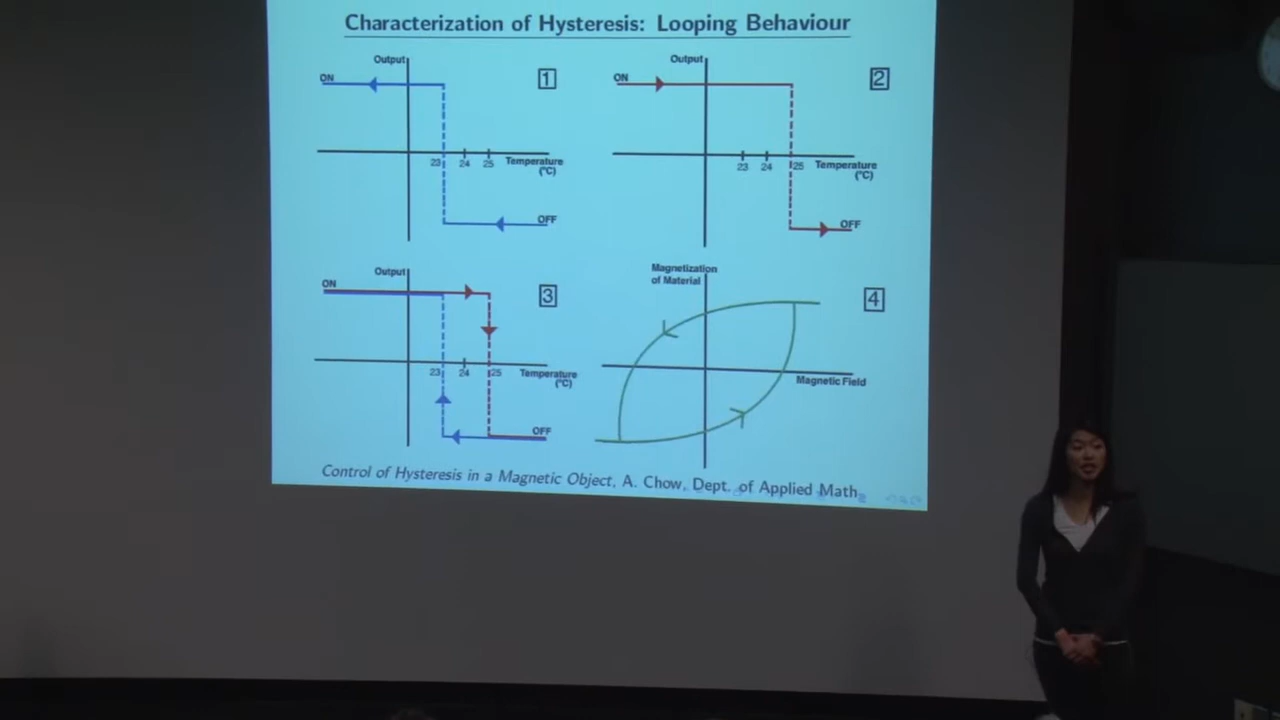 Characterization of Hysteresis: Looping Behaviour
Output
ON
1
23 24 25 Temperature
(°C)
OFF
Output
ON
2
23 24 25 Temperature
(°C)
OFF
Output
ON
3
23 24 25 Temperature
(°C)
OFF
Magnetization
of Material
4
Magnetic Field
Control of Hysteresis in a Magnetic Object, A. Chow, Dept. of Applied Math